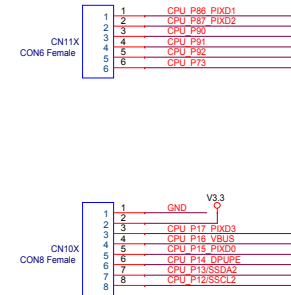 1 1 CPU_P86_PIXD1
2 2 CPU_P87_PIXD2
3 3 CPU_P90
CN11X 4 4 CPU_P91
CON6 Female 5 5 CPU_P92
6 6 CPU_P73
V3.3
1 1 GND
2 2
3 3 CPU_P17_PIXD3
4 4 CPU_P16_VBUS
CN10X 5 5 CPU_P15_PIXD0
CON8 Female 6 6 CPU_P14_DPUPE
7 7 CPU_P13/SSDA2
8 8 CPU_P12/SSCL2